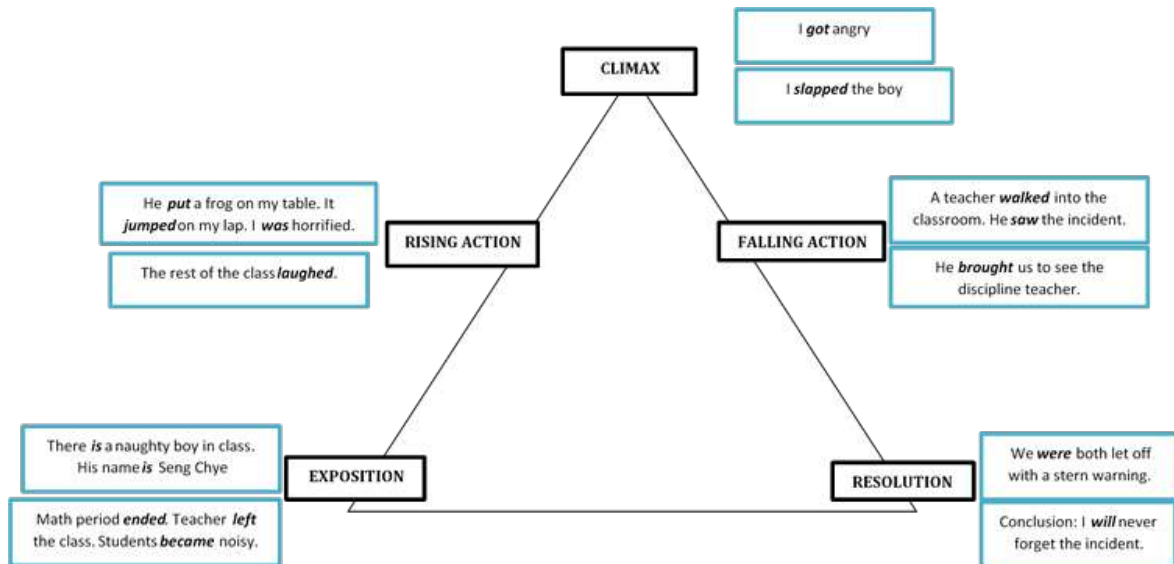 I got angry
CLIMAX
I slapped the boy
He put a frog on my table. It
jumped on my lap. I was horrified.
RISING ACTION
The rest of the class laughed.
A teacher walked into the
classroom. He saw the incident.
FALLING ACTION
He brought us to see the
discipline teacher.
There is a naughty boy in class.
His name is Seng Chye
EXPOSITION
Math period ended. Teacher left
the class. Students became noisy.
We were both let off
with a stern warning.
RESOLUTION
Conclusion: I will never
forget the incident.